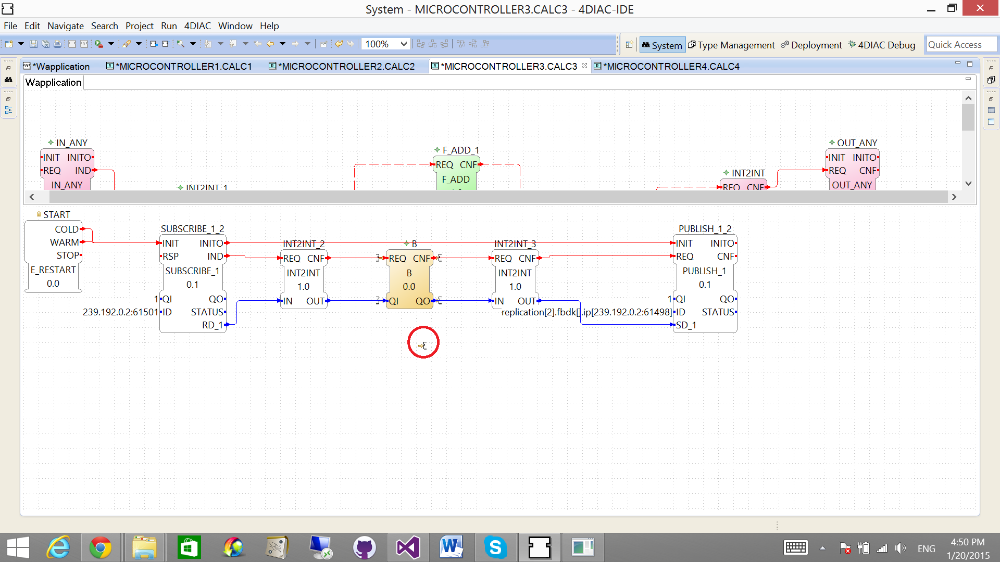 System - MICROCONTROLLER3.CALC3 - 4DIAC-IDE
File Edit Navigate Search Project Run 4DIAC Window Help
100% System Type Management Deployment 4DIAC Debug Quick Access
*Wapplication *MICROCONTROLLER1.CALC1 *MICROCONTROLLER2.CALC2 *MICROCONTROLLER3.CALC3 *MICROCONTROLLER4.CALC4
Wapplication
IN_ANY
INIT INITO
REQ IND
IN_ANY
INT2INT_1
F_ADD_1
REQ CNF
F_ADD
INT2INT
REQ CNF
OUT_ANY
INIT INITO
REQ CNF
OUT_ANY
START
COLD
WARM
STOP
E_RESTART
0.0
SUBSCRIBE_1_2
INIT INITO
RSP IND
SUBSCRIBE_1
0.1
1 QI QO
239.192.0.2:61501 ID STATUS
RD_1
INT2INT_2
REQ CNF
INT2INT
1.0
IN OUT
B
REQ CNF
B
0.0
QI QO
INT2INT_3
REQ CNF
INT2INT
1.0
IN OUT
PUBLISH_1_2
INIT INITO
REQ CNF
PUBLISH_1
0.1
1 QI QO
replication[2].fbdk[].ip[239.192.0.2:61498] ID STATUS
SD_1
ENG
4:50 PM
1/20/2015